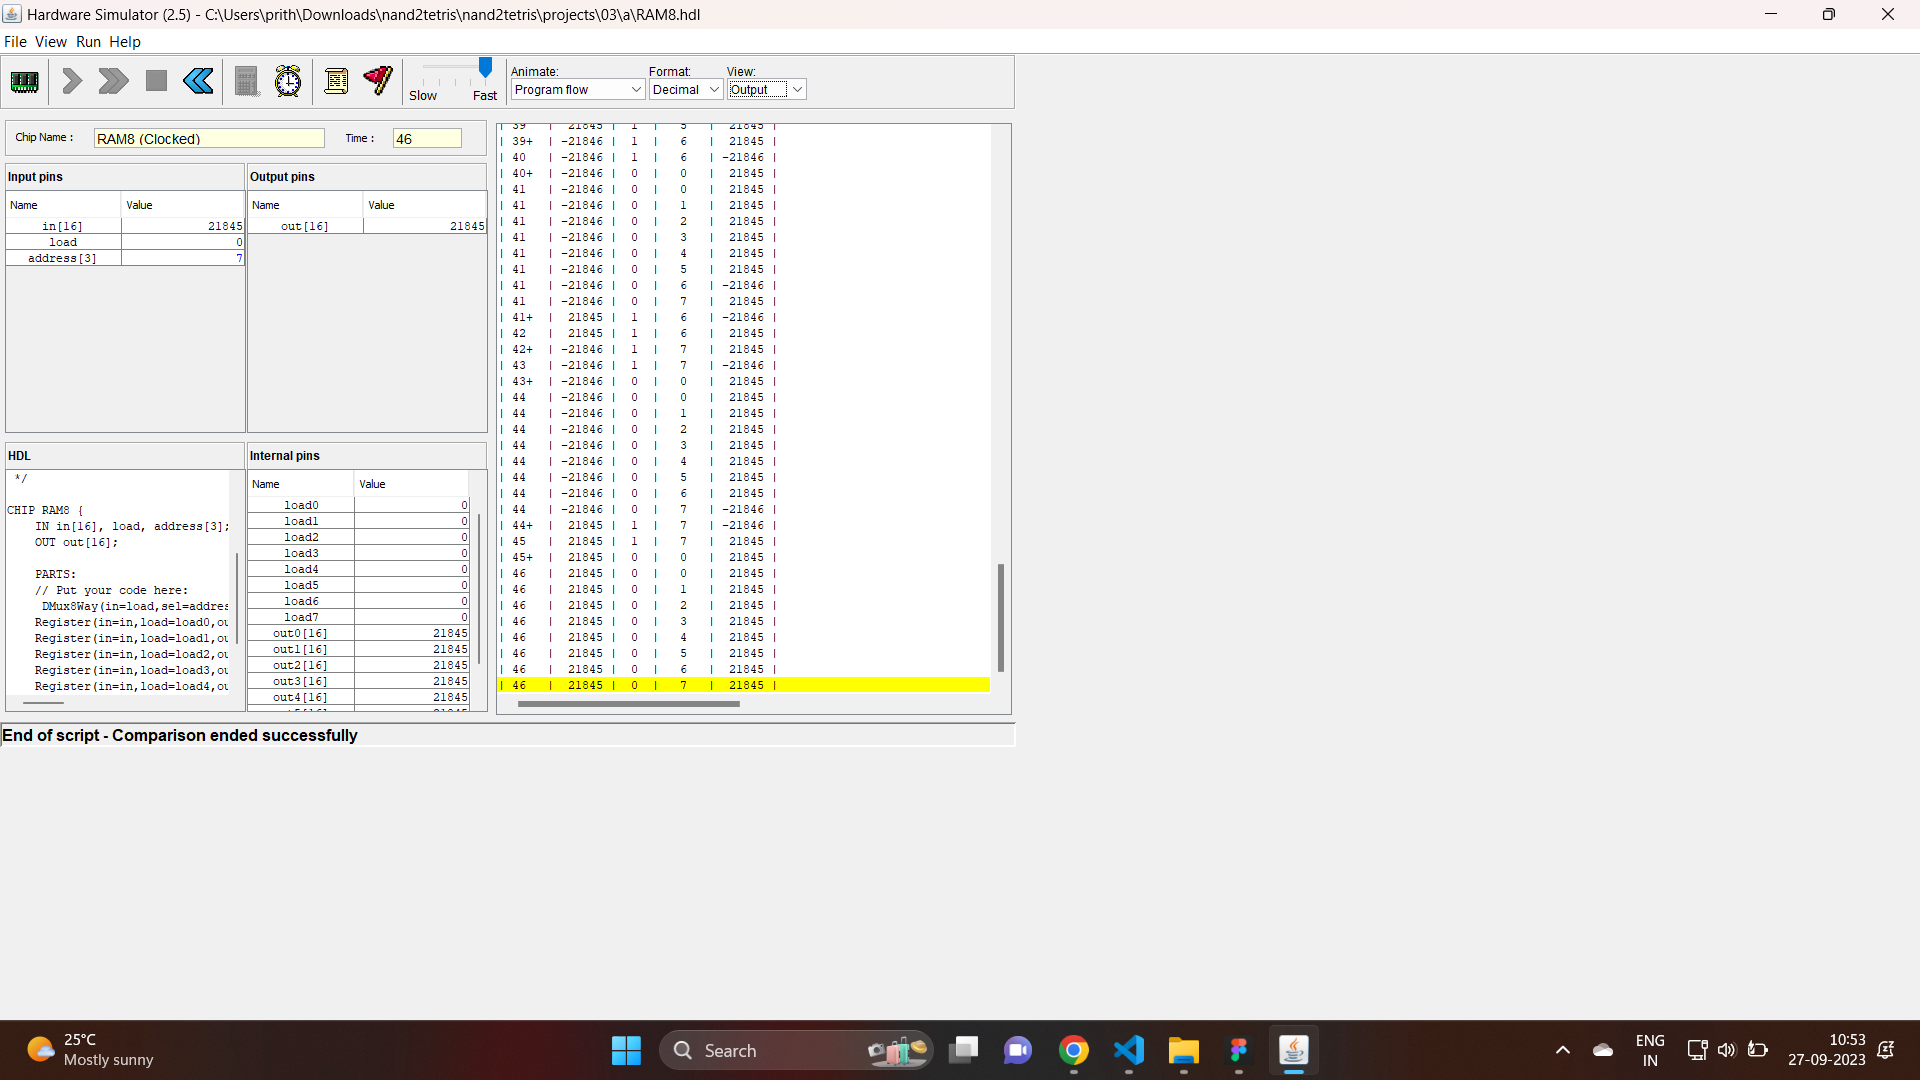 Hardware Simulator (2.5) - C:\Users\prith\Downloads\nand2tetris\nand2tetris\projects\03\a\RAM8.hdl
File View Run Help
Slow Fast
Animate:
Program flow
Format:
Decimal
View:
Output
Chip Name :
RAM8 (Clocked)
Time :
46
Input pins
Name Value
in[16] 21845
load 0
address[3] 7
Output pins
Name Value
out[16] 21845
HDL
*/
CHIP RAM8 {
IN in[16], load, address[3];
OUT out[16];
PARTS:
// Put your code here:
DMux8Way(in=load,sel=addres
Register(in=in,load=load0,ou
Register(in=in,load=load1,ou
Register(in=in,load=load2,ou
Register(in=in,load=load3,ou
Register(in=in,load=load4,ou
Internal pins
Name Value
load0 0
load1 0
load2 0
load3 0
load4 0
load5 0
load6 0
load7 0
out0[16] 21845
out1[16] 21845
out2[16] 21845
out3[16] 21845
out4[16] 21845
| 39 | 21845 | 1 | 5 | 21845 |
| 39+ | -21846 | 1 | 6 | 21845 |
| 40 | -21846 | 1 | 6 | -21846 |
| 40+ | -21846 | 0 | 0 | 21845 |
| 41 | -21846 | 0 | 0 | 21845 |
| 41 | -21846 | 0 | 1 | 21845 |
| 41 | -21846 | 0 | 2 | 21845 |
| 41 | -21846 | 0 | 3 | 21845 |
| 41 | -21846 | 0 | 4 | 21845 |
| 41 | -21846 | 0 | 5 | 21845 |
| 41 | -21846 | 0 | 6 | -21846 |
| 41 | -21846 | 0 | 7 | 21845 |
| 41+ | 21845 | 1 | 6 | -21846 |
| 42 | 21845 | 1 | 6 | 21845 |
| 42+ | -21846 | 1 | 7 | 21845 |
| 43 | -21846 | 1 | 7 | -21846 |
| 43+ | -21846 | 0 | 0 | 21845 |
| 44 | -21846 | 0 | 0 | 21845 |
| 44 | -21846 | 0 | 1 | 21845 |
| 44 | -21846 | 0 | 2 | 21845 |
| 44 | -21846 | 0 | 3 | 21845 |
| 44 | -21846 | 0 | 4 | 21845 |
| 44 | -21846 | 0 | 5 | 21845 |
| 44 | -21846 | 0 | 6 | 21845 |
| 44 | -21846 | 0 | 7 | -21846 |
| 44+ | 21845 | 1 | 7 | -21846 |
| 45 | 21845 | 1 | 7 | 21845 |
| 45+ | 21845 | 0 | 0 | 21845 |
| 46 | 21845 | 0 | 0 | 21845 |
| 46 | 21845 | 0 | 1 | 21845 |
| 46 | 21845 | 0 | 2 | 21845 |
| 46 | 21845 | 0 | 3 | 21845 |
| 46 | 21845 | 0 | 4 | 21845 |
| 46 | 21845 | 0 | 5 | 21845 |
| 46 | 21845 | 0 | 6 | 21845 |
| 46 | 21845 | 0 | 7 | 21845 |
End of script - Comparison ended successfully
25°C
Mostly sunny
Search
ENG
IN
10:53
27-09-2023